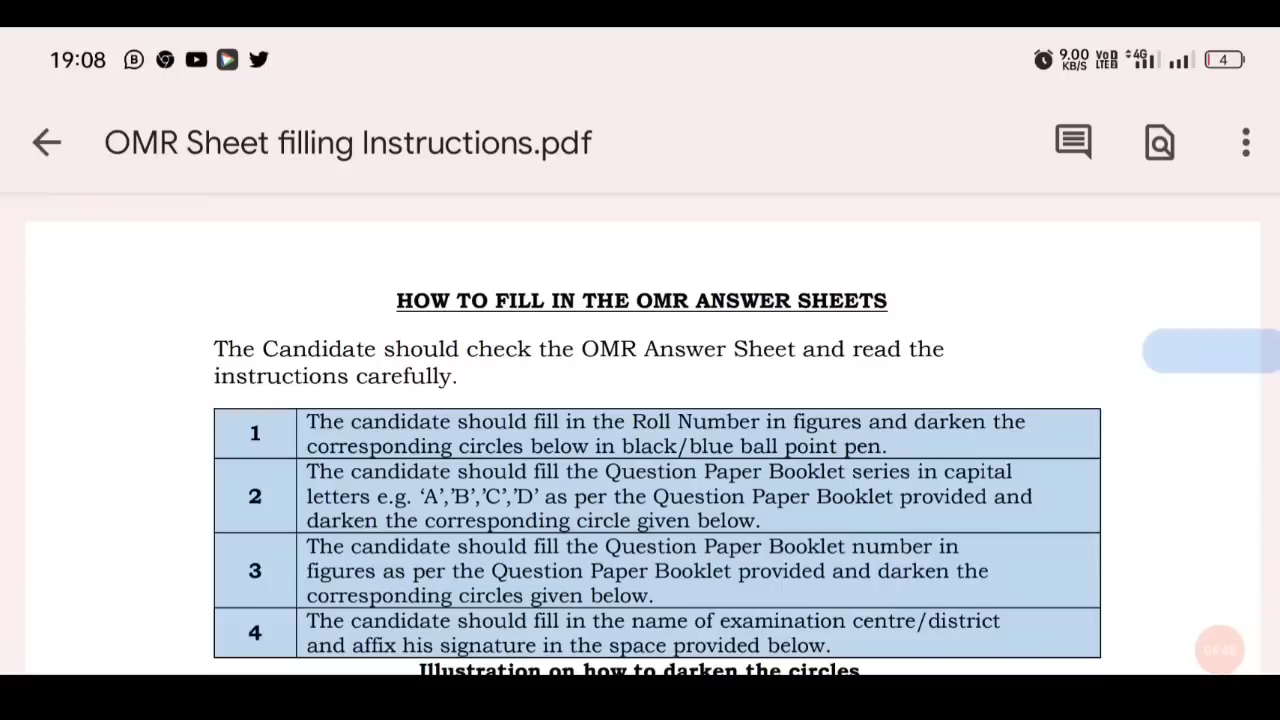 19:08
9.00 KB/S VoD LTE 4G 4
OMR Sheet filling Instructions.pdf
HOW TO FILL IN THE OMR ANSWER SHEETS
The Candidate should check the OMR Answer Sheet and read the
instructions carefully.
1
The candidate should fill in the Roll Number in figures and darken the
corresponding circles below in black/blue ball point pen.
2
The candidate should fill the Question Paper Booklet series in capital
letters e.g. ‘A’,’B’,’C’,’D’ as per the Question Paper Booklet provided and
darken the corresponding circle given below.
3
The candidate should fill the Question Paper Booklet number in
figures as per the Question Paper Booklet provided and darken the
corresponding circles given below.
4
The candidate should fill in the name of examination centre/district
and affix his signature in the space provided below.
Illustration on how to darken the circles